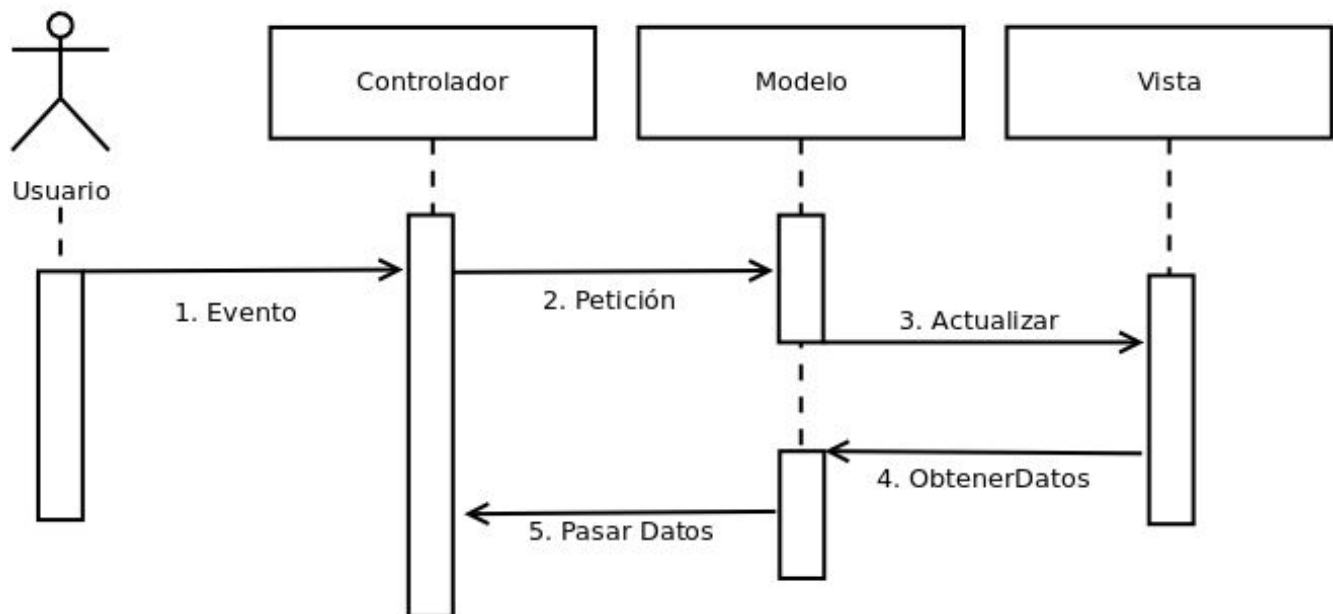 Controlador
Modelo
Vista
Usuario
1. Evento
2. Petición
3. Actualizar
4. ObtenerDatos
5. Pasar Datos